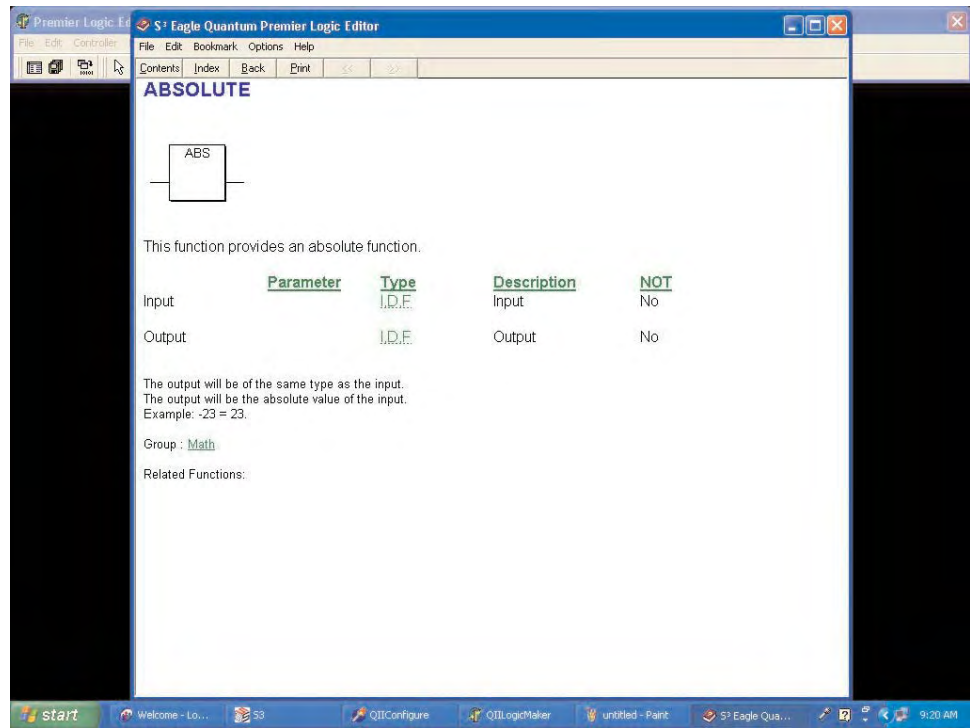 Premier Logic Ed
S³ Eagle Quantum Premier Logic Editor
File Edit Controller
File Edit Bookmark Options Help
Contents Index Back Print << >>
ABSOLUTE
ABS
This function provides an absolute function.
Parameter Type Description NOT
Input I,D,F Input No
Output I,D,F Output No
The output will be of the same type as the input.
The output will be the absolute value of the input.
Example: -23 = 23.
Group : Math
Related Functions:
start Welcome - Lo... S3 QIIConfigure QIILogicMaker untitled - Paint S³ Eagle Qua... 9:20 AM